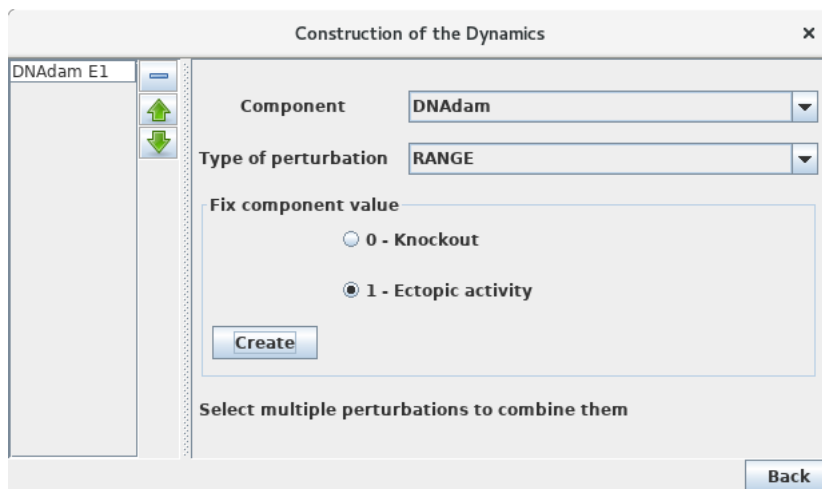 Construction of the Dynamics
DNAdam E1
Component DNAdam
Type of perturbation RANGE
Fix component value
0 - Knockout
1 - Ectopic activity
Create
Select multiple perturbations to combine them
Back